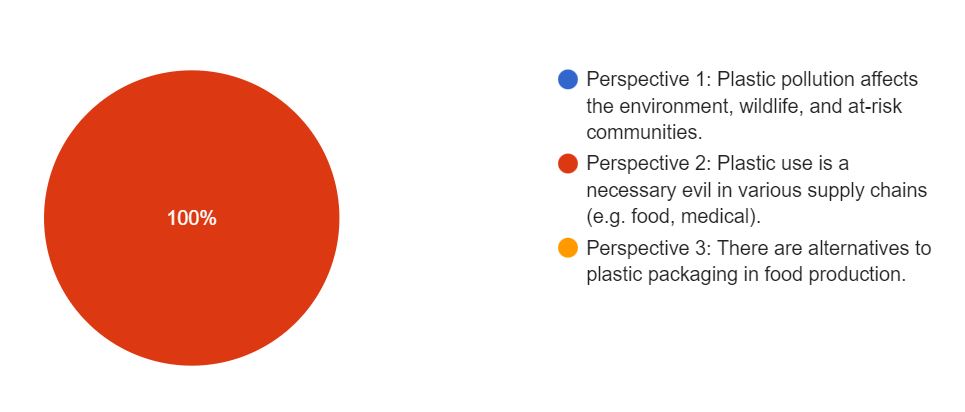 100%
Perspective 1: Plastic pollution affects
the environment, wildlife, and at-risk
communities.
Perspective 2: Plastic use is a
necessary evil in various supply chains
(e.g. food, medical).
Perspective 3: There are alternatives to
plastic packaging in food production.